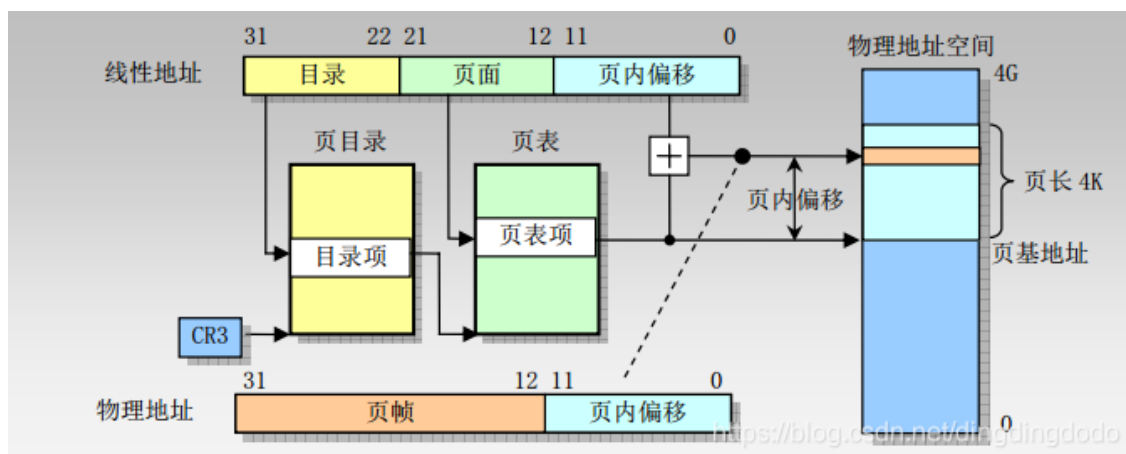 31 22 21 12 11 0
线性地址 目录 页面 页内偏移
物理地址空间
4G
页目录 页表
+
页长 4K
页内偏移
目录项 页表项
页基地址
CR3
31 12 11 0
物理地址 页帧 页内偏移
0
https://blog.csdn.net/dingdingdodo